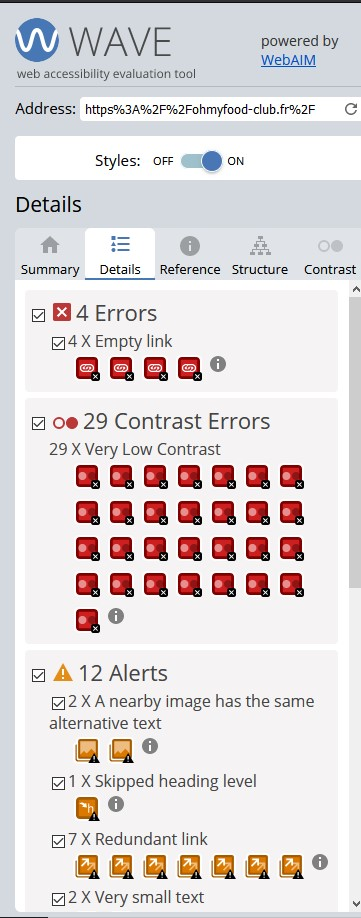 WAVE
web accessibility evaluation tool
powered by
WebAIM
Address: https%3A%2F%2Fohmyfood-club.fr%2F
Styles: OFF ON
Details
Summary Details Reference Structure Contrast
4 Errors
4 X Empty link
29 Contrast Errors
29 X Very Low Contrast
12 Alerts
2 X A nearby image has the same
alternative text
1 X Skipped heading level
7 X Redundant link
2 X Very small text